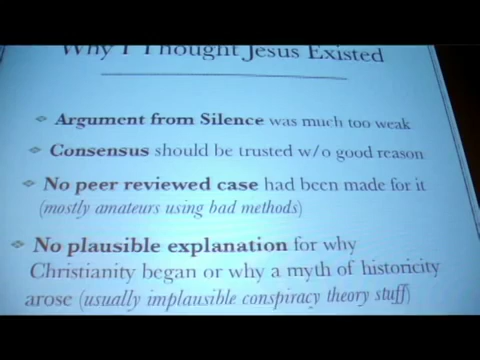 Why I Thought Jesus Existed
Argument from Silence was much too weak
Consensus should be trusted w/o good reason
No peer reviewed case had been made for it
(mostly amateurs using bad methods)
No plausible explanation for why
Christianity began or why a myth of historicity
arose (usually implausible conspiracy theory stuff)